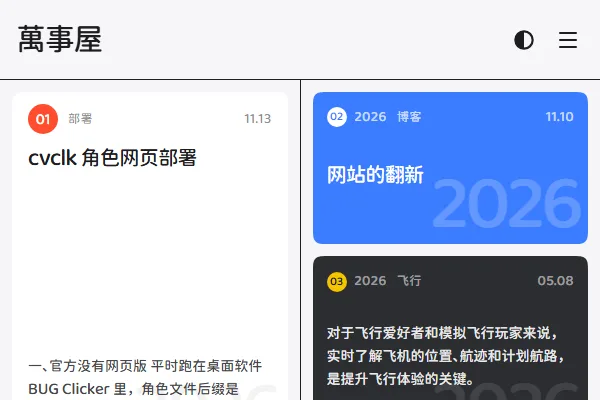 萬事屋
01 部署 11.13
cvclk 角色网页部署
一、官方没有网页版 平时跑在桌面软件
BUG Clicker 里，角色文件后缀是
02 2026 博客 11.10
网站的翻新
2026
03 2026 飞行 05.08
对于飞行爱好者和模拟飞行玩家来说，
实时了解飞机的位置、航迹和计划航路，
是提升飞行体验的关键。
2026